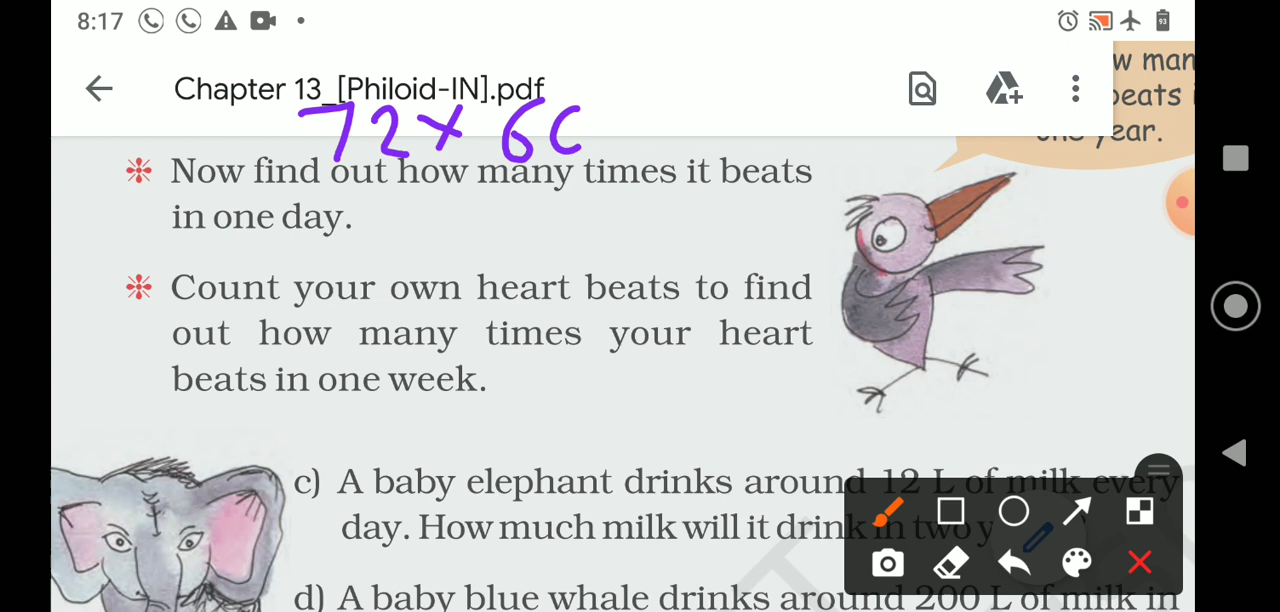 8:17
93
Chapter 13_[Philoid-IN].pdf
beats
one year.
72 × 60
Now find out how many times it beats
in one day.
Count your own heart beats to find
out how many times your heart
beats in one week.
c) A baby elephant drinks around 12 L of milk every
day. How much milk will it drink in two
d) A baby blue whale drinks around 200 L of milk in